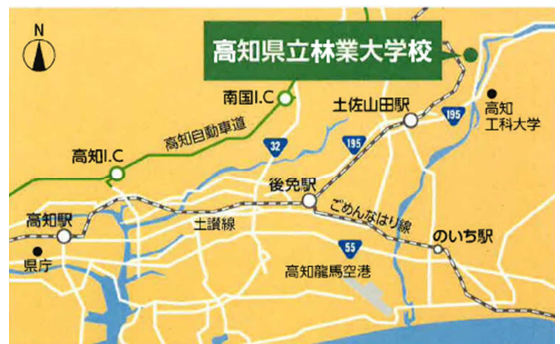 N
高知県立林業大学校
南国I.C
土佐山田駅
高知
工科大学
195
高知自動車道
32
195
高知I.C
後免駅
ごめんなはり線
高知駅
土讃線
のいち駅
県庁
55
高知龍馬空港